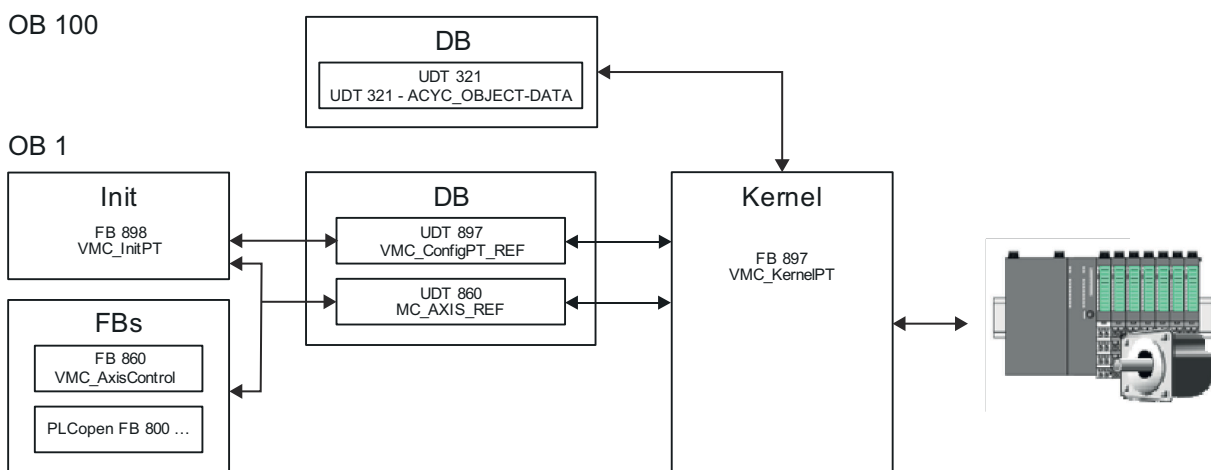 OB 100
DB
UDT 321
UDT 321 - ACYC_OBJECT-DATA
OB 1
Init
FB 898
VMC_InitPT
DB
UDT 897
VMC_ConfigPT_REF
UDT 860
MC_AXIS_REF
Kernel
FB 897
VMC_KernelPT
FBs
FB 860
VMC_AxisControl
PLCopen FB 800 ...